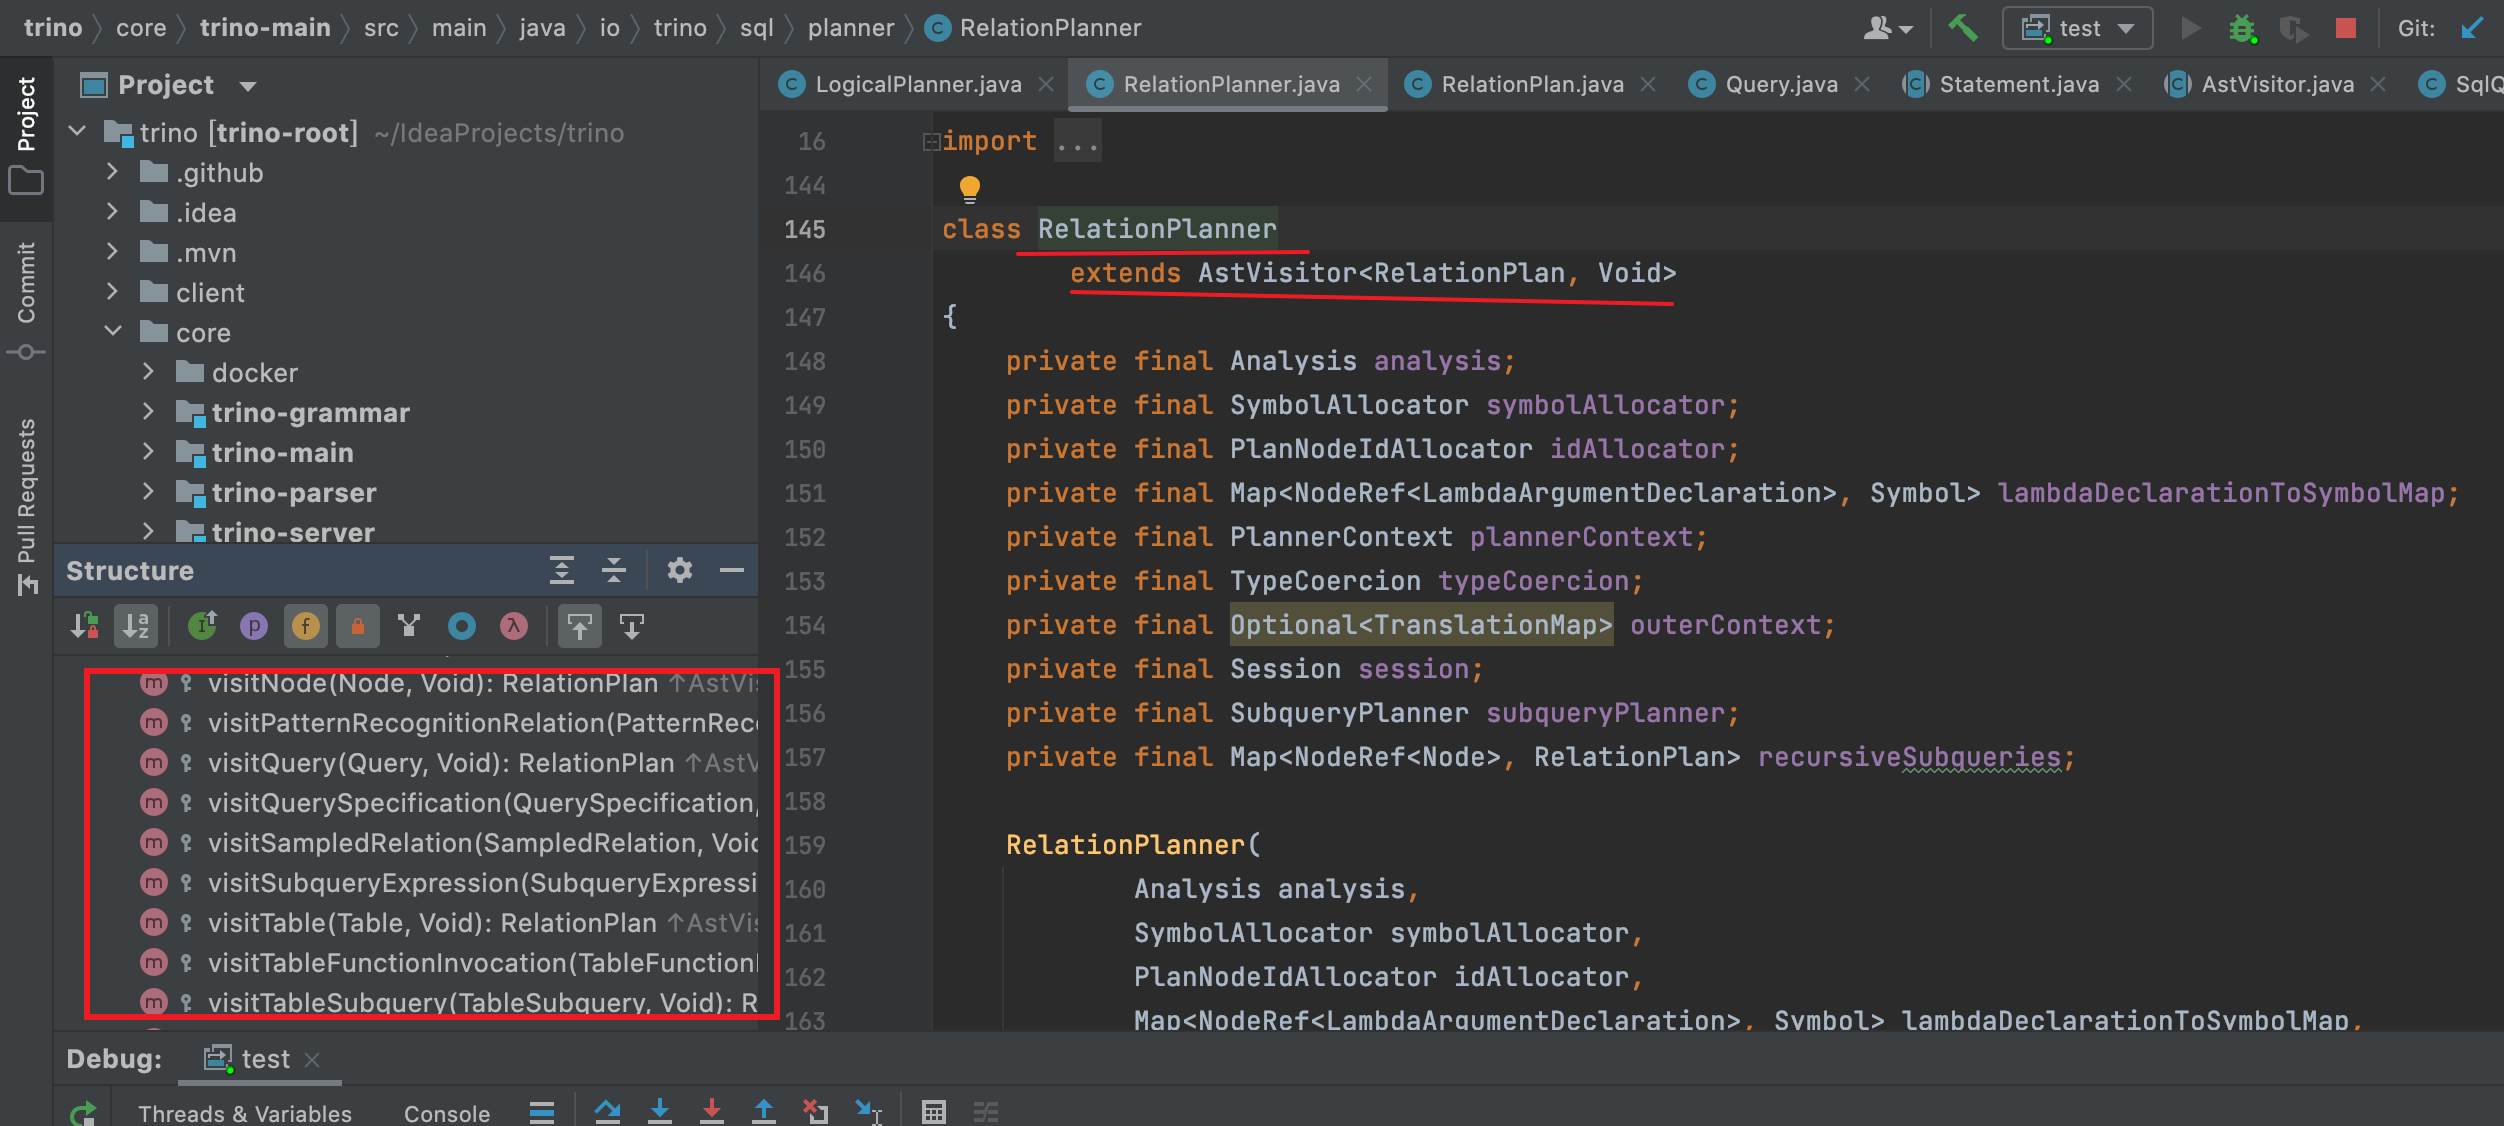 trino core trino-main src main java io trino sql planner RelationPlanner
test
Git:
Project
Commit
Pull Requests
Project
trino [trino-root] ~/IdeaProjects/trino
.github
.idea
.mvn
client
core
docker
trino-grammar
trino-main
trino-parser
trino-server
Structure
visitNode(Node, Void): RelationPlan ↑AstVis
visitPatternRecognitionRelation(PatternReco
visitQuery(Query, Void): RelationPlan ↑AstV
visitQuerySpecification(QuerySpecification,
visitSampledRelation(SampledRelation, Void
visitSubqueryExpression(SubqueryExpressi
visitTable(Table, Void): RelationPlan ↑AstVis
visitTableFunctionInvocation(TableFunctionI
visitTableSubquery(TableSubquery, Void): R
LogicalPlanner.java RelationPlanner.java RelationPlan.java Query.java Statement.java AstVisitor.java SqlQ
16 import ...
144
145 class RelationPlanner
146 extends AstVisitor<RelationPlan, Void>
147 {
148 private final Analysis analysis;
149 private final SymbolAllocator symbolAllocator;
150 private final PlanNodeIdAllocator idAllocator;
151 private final Map<NodeRef<LambdaArgumentDeclaration>, Symbol> lambdaDeclarationToSymbolMap;
152 private final PlannerContext plannerContext;
153 private final TypeCoercion typeCoercion;
154 private final Optional<TranslationMap> outerContext;
155 private final Session session;
156 private final SubqueryPlanner subqueryPlanner;
157 private final Map<NodeRef<Node>, RelationPlan> recursiveSubqueries;
158
159 RelationPlanner(
160 Analysis analysis,
161 SymbolAllocator symbolAllocator,
162 PlanNodeIdAllocator idAllocator,
163 Map<NodeRef<LambdaArgumentDeclaration>, Symbol> lambdaDeclarationToSymbolMap,
Debug: test
Threads & Variables Console